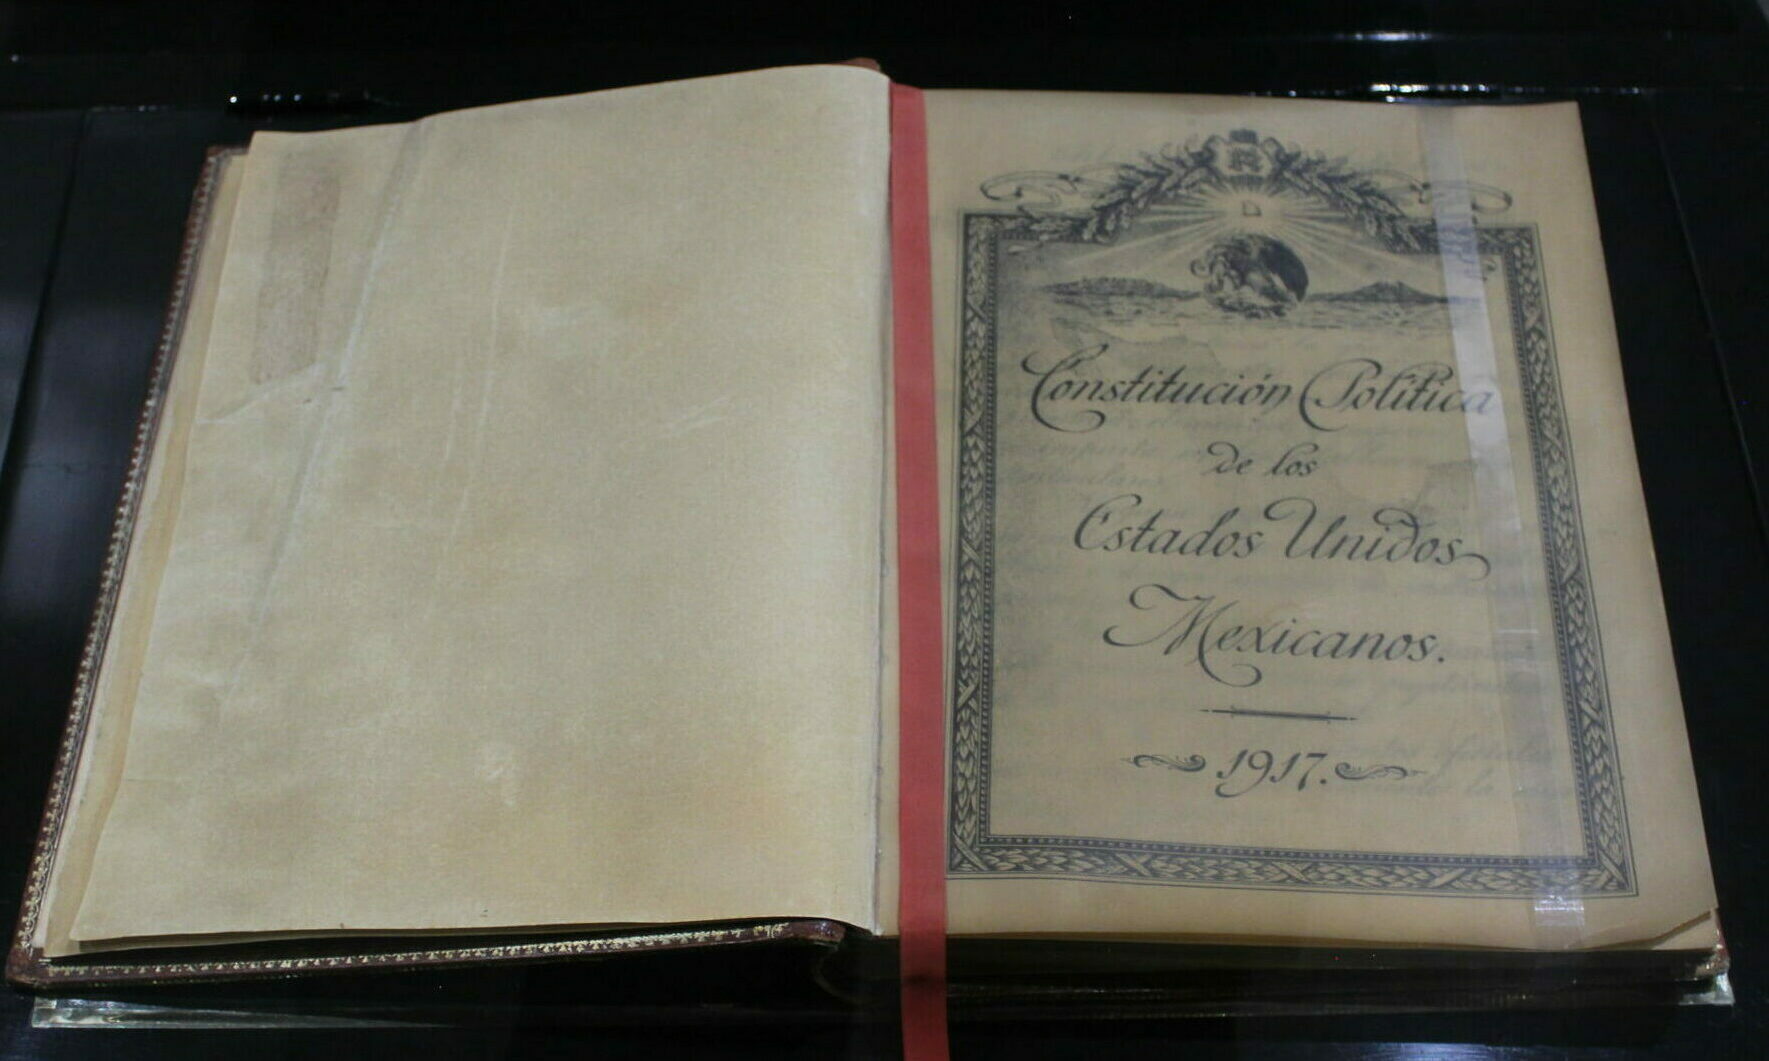 Constitución Política
de los
Estados Unidos
Mexicanos.
1917.